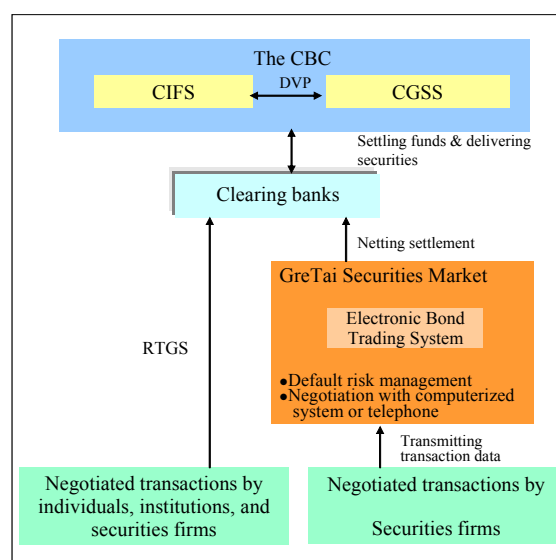 The CBC
CIFS
DVP
CGSS
Settling funds & delivering
securities
Clearing banks
Netting settlement
GreTai Securities Market
Electronic Bond
Trading System
RTGS
●Default risk management
●Negotiation with computerized
system or telephone
Transmitting
transaction data
Negotiated transactions by
individuals, institutions, and
securities firms
Negotiated transactions by
Securities firms